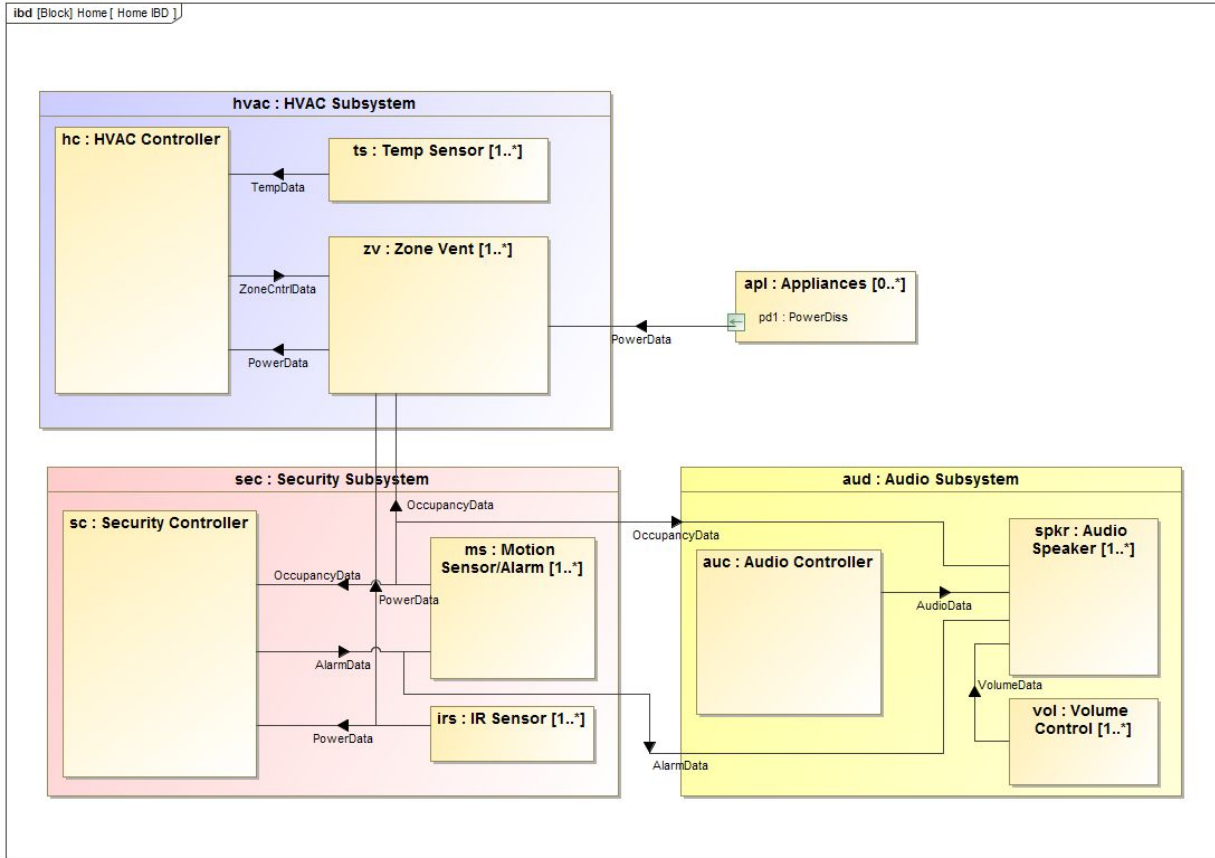 ibd [Block] Home [ Home IBD ]
hvac : HVAC Subsystem
hc : HVAC Controller
ts : Temp Sensor [1..*]
TempData
zv : Zone Vent [1..*]
ZoneCntrlData
PowerData
apl : Appliances [0..*]
pd1 : PowerDiss
PowerData
sec : Security Subsystem
sc : Security Controller
OccupancyData
ms : Motion
Sensor/Alarm [1..*]
OccupancyData
PowerData
AlarmData
irs : IR Sensor [1..*]
PowerData
aud : Audio Subsystem
OccupancyData
spkr : Audio
Speaker [1..*]
auc : Audio Controller
AudioData
VolumeData
vol : Volume
Control [1..*]
AlarmData